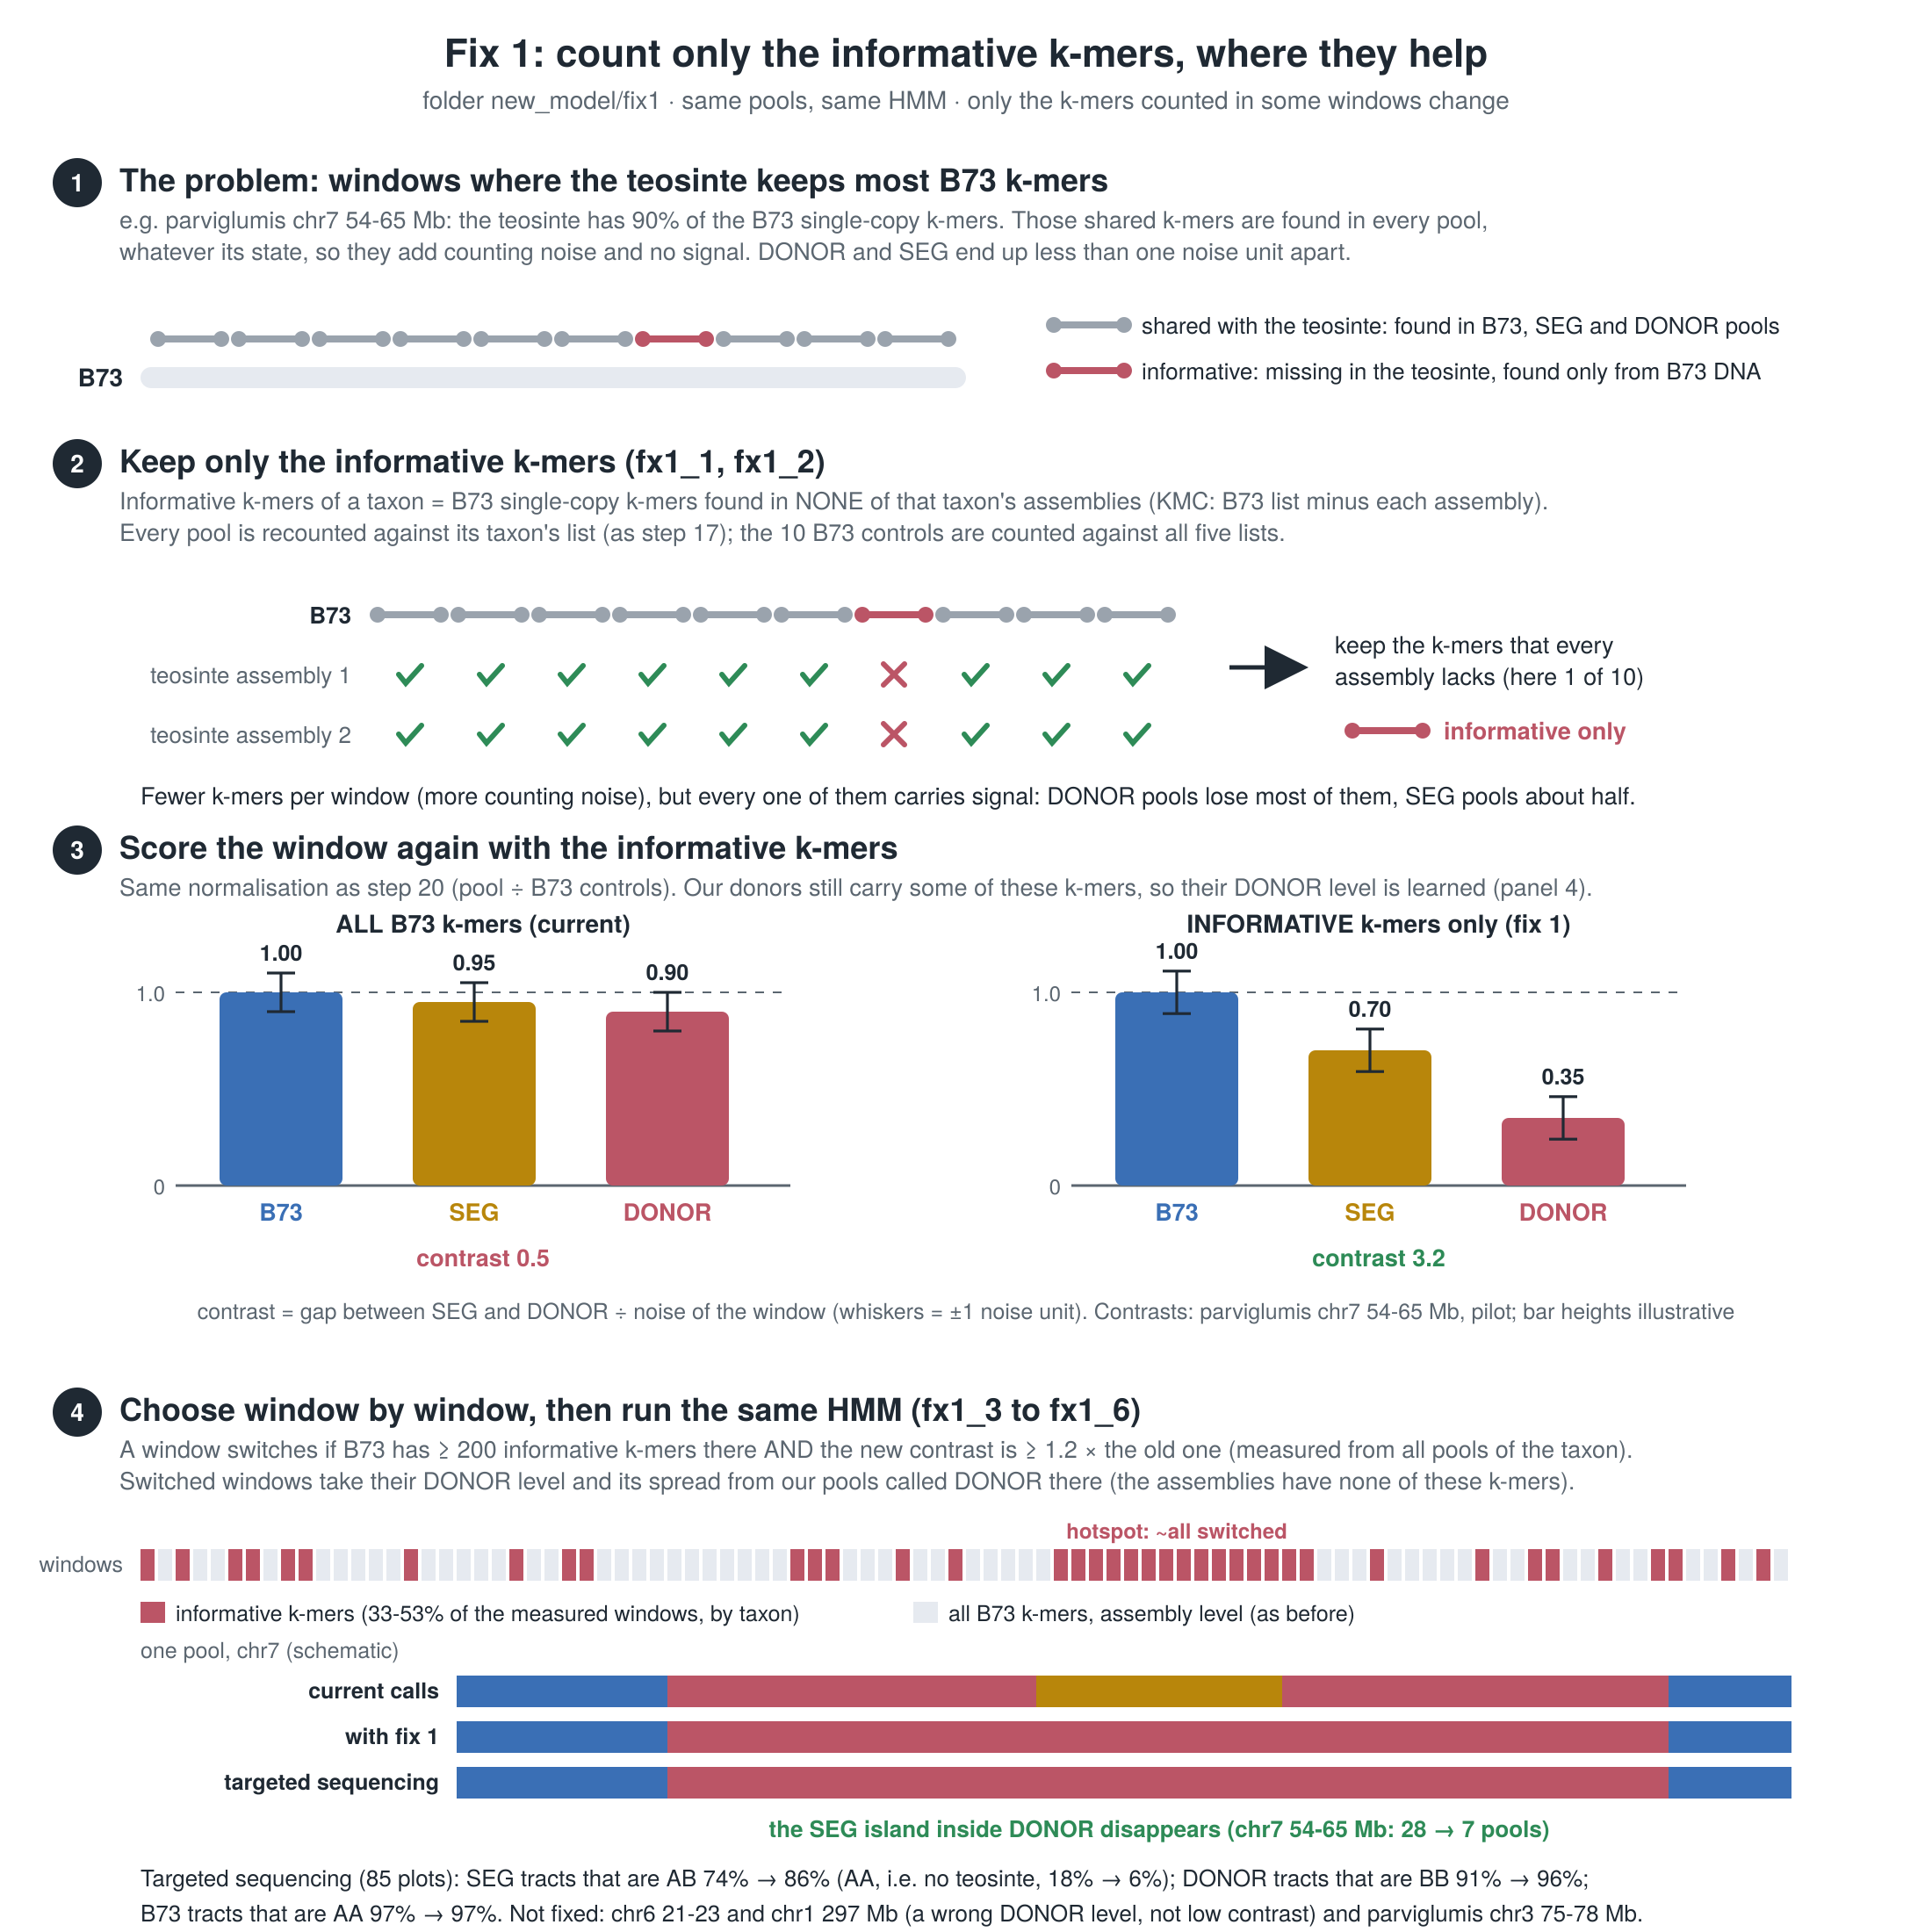 Fix 1: count only the informative k-mers, where they help
folder new_model/fix1 · same pools, same HMM · only the k-mers counted in some windows change
1
The problem: windows where the teosinte keeps most B73 k-mers
e.g. parviglumis chr7 54-65 Mb: the teosinte has 90% of the B73 single-copy k-mers. Those shared k-mers are found in every pool,
whatever its state, so they add counting noise and no signal. DONOR and SEG end up less than one noise unit apart.
shared with the teosinte: found in B73, SEG and DONOR pools
B73
informative: missing in the teosinte, found only from B73 DNA
2
Keep only the informative k-mers (fx1_1, fx1_2)
Informative k-mers of a taxon = B73 single-copy k-mers found in NONE of that taxon's assemblies (KMC: B73 list minus each assembly).
Every pool is recounted against its taxon's list (as step 17); the 10 B73 controls are counted against all five lists.
B73
teosinte assembly 1
teosinte assembly 2
keep the k-mers that every
assembly lacks (here 1 of 10)
informative only
Fewer k-mers per window (more counting noise), but every one of them carries signal: DONOR pools lose most of them, SEG pools about half.
3
Score the window again with the informative k-mers
Same normalisation as step 20 (pool ÷ B73 controls). Our donors still carry some of these k-mers, so their DONOR level is learned (panel 4).
ALL B73 k-mers (current)
1.00
0.95
0.90
1.0
0
B73
SEG
DONOR
contrast 0.5
INFORMATIVE k-mers only (fix 1)
1.00
0.70
0.35
1.0
0
B73
SEG
DONOR
contrast 3.2
contrast = gap between SEG and DONOR ÷ noise of the window (whiskers = ±1 noise unit). Contrasts: parviglumis chr7 54-65 Mb, pilot; bar heights illustrative
4
Choose window by window, then run the same HMM (fx1_3 to fx1_6)
A window switches if B73 has ≥ 200 informative k-mers there AND the new contrast is ≥ 1.2 × the old one (measured from all pools of the taxon).
Switched windows take their DONOR level and its spread from our pools called DONOR there (the assemblies have none of these k-mers).
hotspot: ~all switched
windows
informative k-mers (33-53% of the measured windows, by taxon)
all B73 k-mers, assembly level (as before)
one pool, chr7 (schematic)
current calls
with fix 1
targeted sequencing
the SEG island inside DONOR disappears (chr7 54-65 Mb: 28 → 7 pools)
Targeted sequencing (85 plots): SEG tracts that are AB 74% → 86% (AA, i.e. no teosinte, 18% → 6%); DONOR tracts that are BB 91% → 96%;
B73 tracts that are AA 97% → 97%. Not fixed: chr6 21-23 and chr1 297 Mb (a wrong DONOR level, not low contrast) and parviglumis chr3 75-78 Mb.